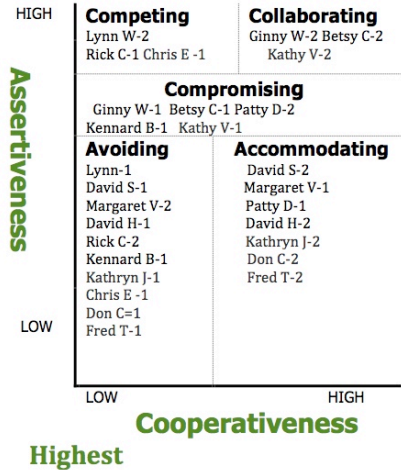 HIGH
Competing
Lynn W-2
Rick C-1 Chris E -1
Collaborating
Ginny W-2 Betsy C-2
Kathy V-2
Assertiveness
Compromising
Ginny W-1 Betsy C-1 Patty D-2
Kennard B-1 Kathy V-1
Avoiding
Lynn-1
David S-1
Margaret V-2
David H-1
Rick C-2
Kennard B-1
Kathryn J-1
Chris E -1
Don C=1
Fred T-1
Accommodating
David S-2
Margaret V-1
Patty D-1
David H-2
Kathryn J-2
Don C-2
Fred T-2
LOW
LOW
HIGH
Cooperativeness
Highest